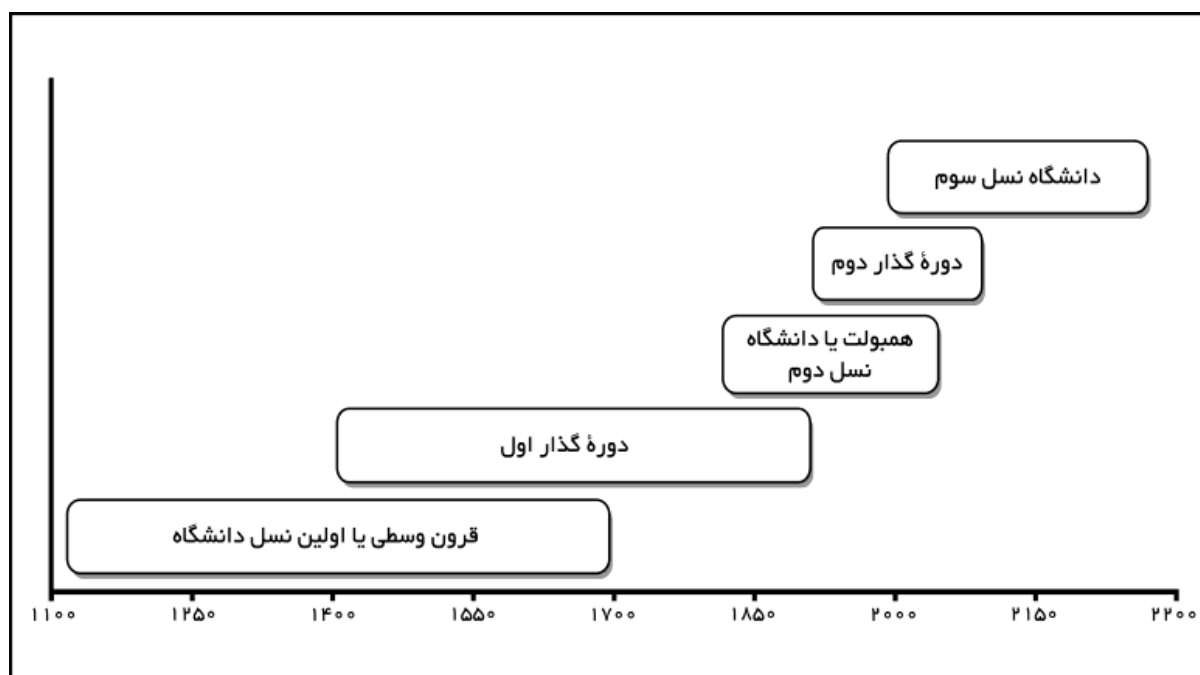 دانشگاه نسل سوم
دورهٔ گذار دوم
همبولت یا دانشگاه
نسل دوم
دورهٔ گذار اول
قرون وسطی یا اولین نسل دانشگاه
۱۱۰۰ ۱۲۵۰ ۱۴۰۰ ۱۵۵۰ ۱۷۰۰ ۱۸۵۰ ۲۰۰۰ ۲۱۵۰ ۲۲۰۰